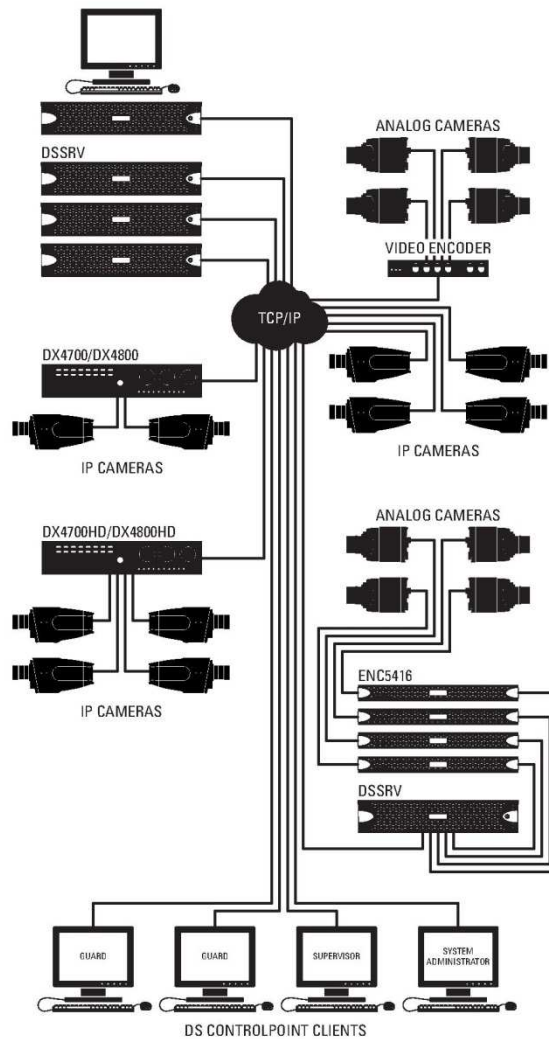 DSSRV
ANALOG CAMERAS
VIDEO ENCODER
TCP/IP
DX4700/DX4800
IP CAMERAS
IP CAMERAS
DX4700HD/DX4800HD
IP CAMERAS
ANALOG CAMERAS
ENC5416
DSSRV
GUARD
GUARD
SUPERVISOR
SYSTEM
ADMINISTRATOR
DS CONTROLPOINT CLIENTS